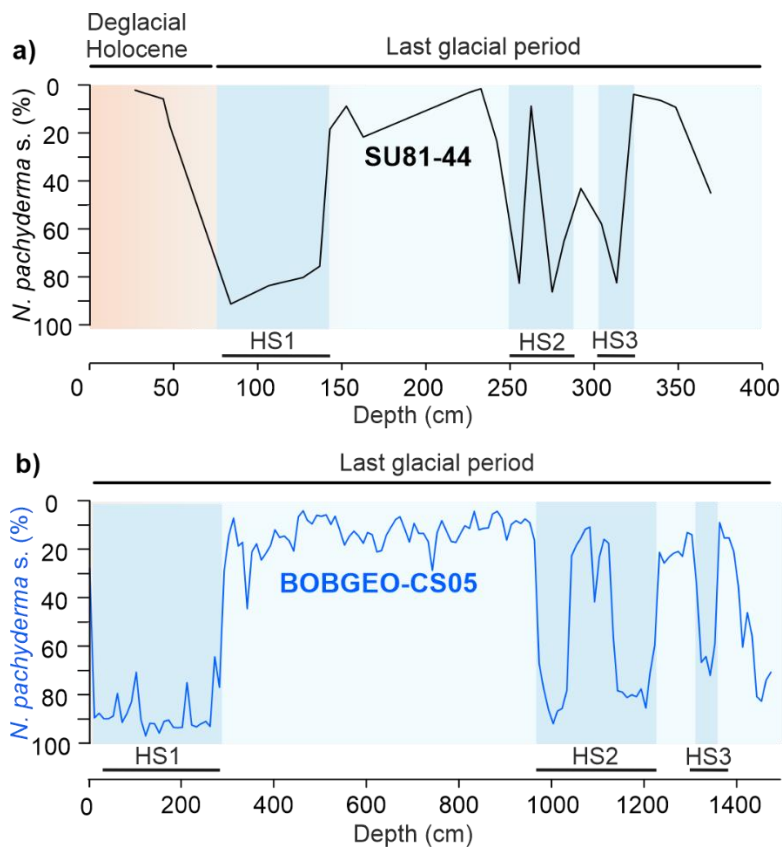 a)
Deglacial
Holocene
Last glacial period
N. pachyderma s. (%)
0
20
40
60
80
100
SU81-44
HS1
HS2
HS3
0
50
100
150
200
250
300
350
400
Depth (cm)
b)
Last glacial period
N. pachyderma s. (%)
0
20
40
60
80
100
BOBGEO-CS05
HS1
HS2
HS3
0
200
400
600
800
1000
1200
1400
Depth (cm)